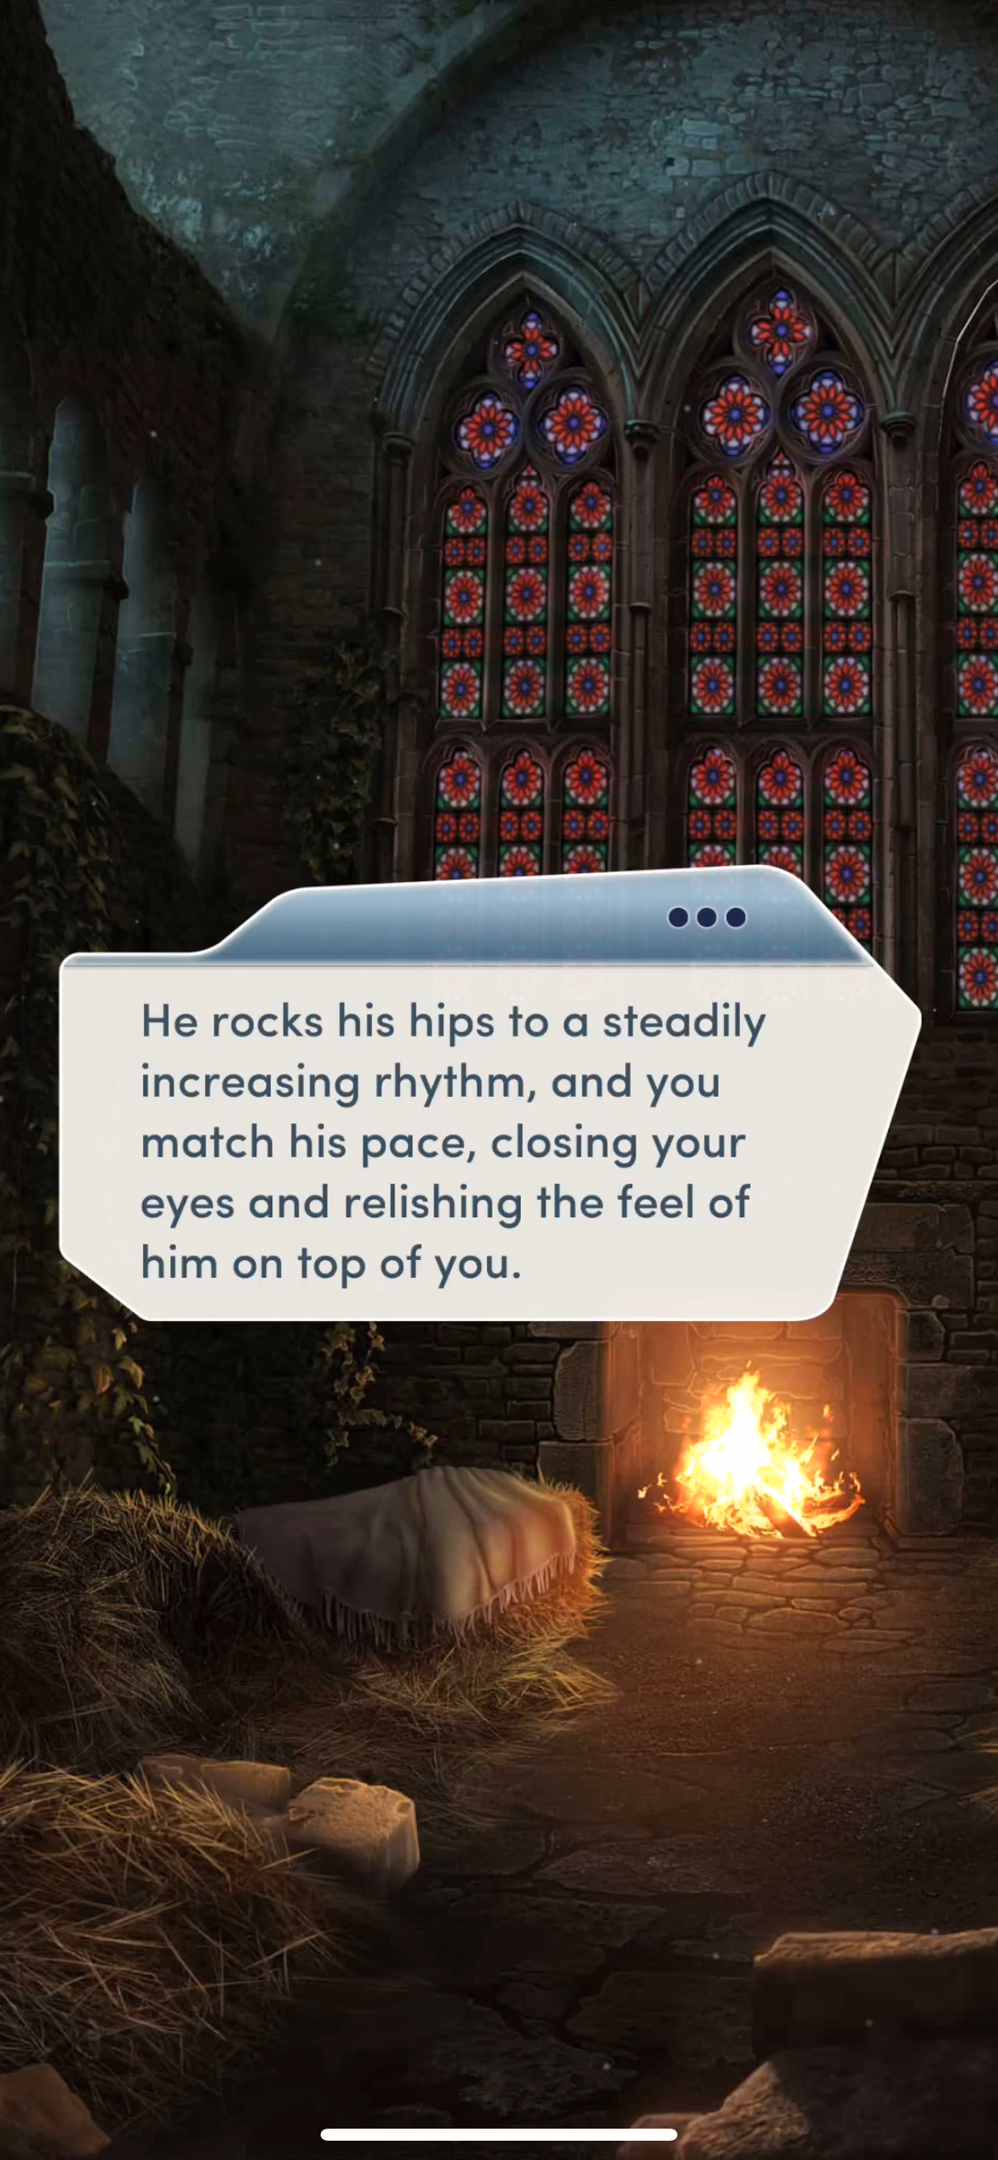 He rocks his hips to a steadily
increasing rhythm, and you
match his pace, closing your
eyes and relishing the feel of
him on top of you.